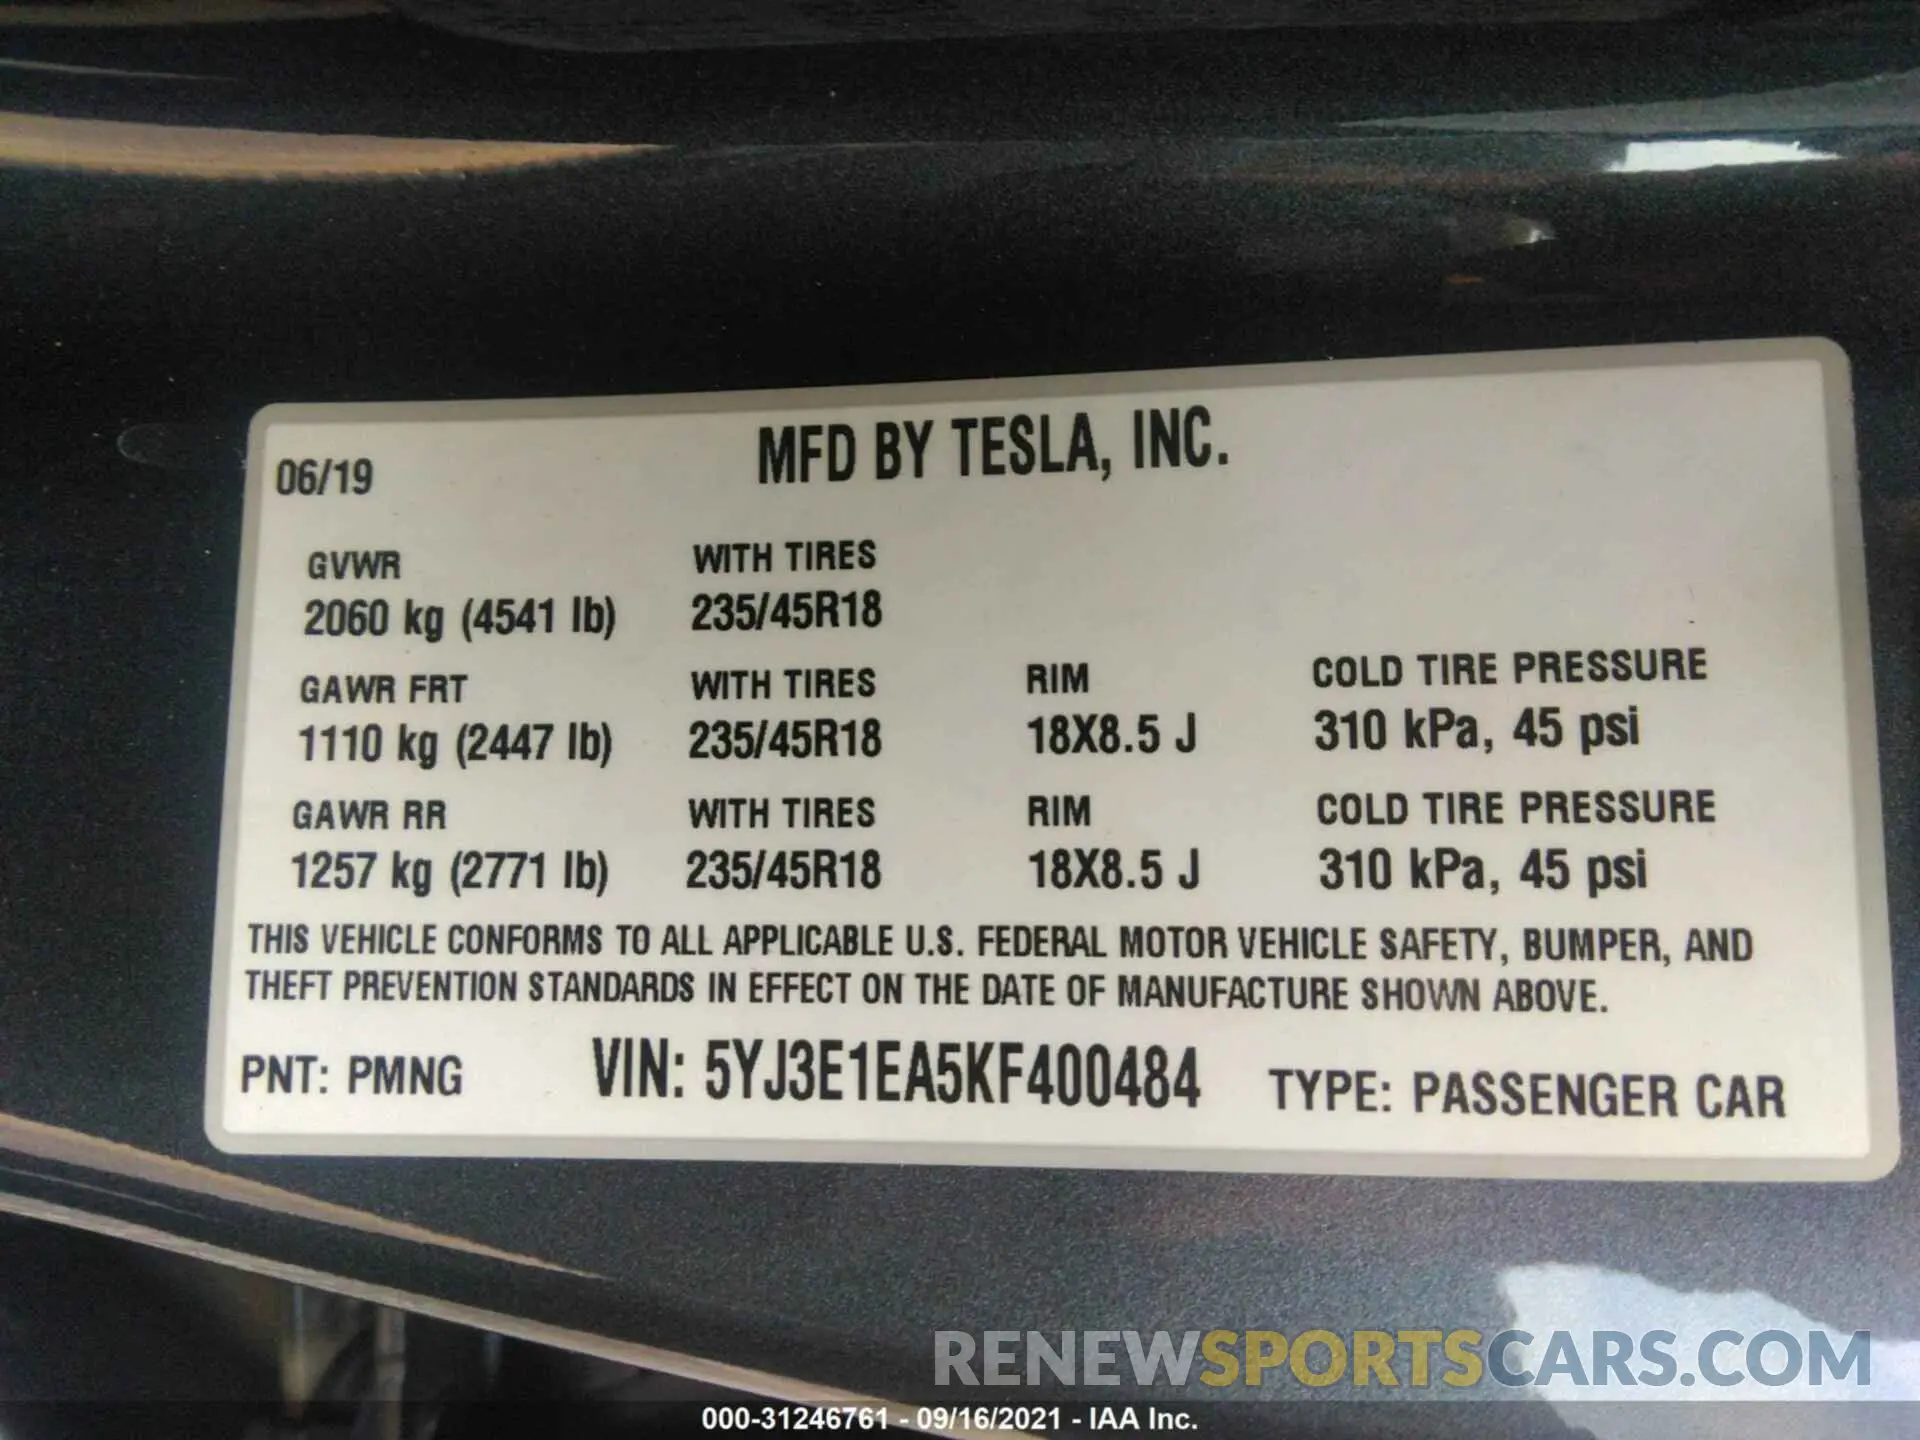 MFD BY TESLA, INC.
06/19
GVWR WITH TIRES
2060 kg (4541 lb) 235/45R18
GAWR FRT WITH TIRES RIM COLD TIRE PRESSURE
1110 kg (2447 lb) 235/45R18 18X8.5 J 310 kPa, 45 psi
GAWR RR WITH TIRES RIM COLD TIRE PRESSURE
1257 kg (2771 lb) 235/45R18 18X8.5 J 310 kPa, 45 psi
THIS VEHICLE CONFORMS TO ALL APPLICABLE U.S. FEDERAL MOTOR VEHICLE SAFETY, BUMPER, AND
THEFT PREVENTION STANDARDS IN EFFECT ON THE DATE OF MANUFACTURE SHOWN ABOVE.
PNT: PMNG VIN: 5YJ3E1EA5KF400484 TYPE: PASSENGER CAR
RENEWSPORTSCARS.COM
000-31246761 - 09/16/2021 - IAA Inc.